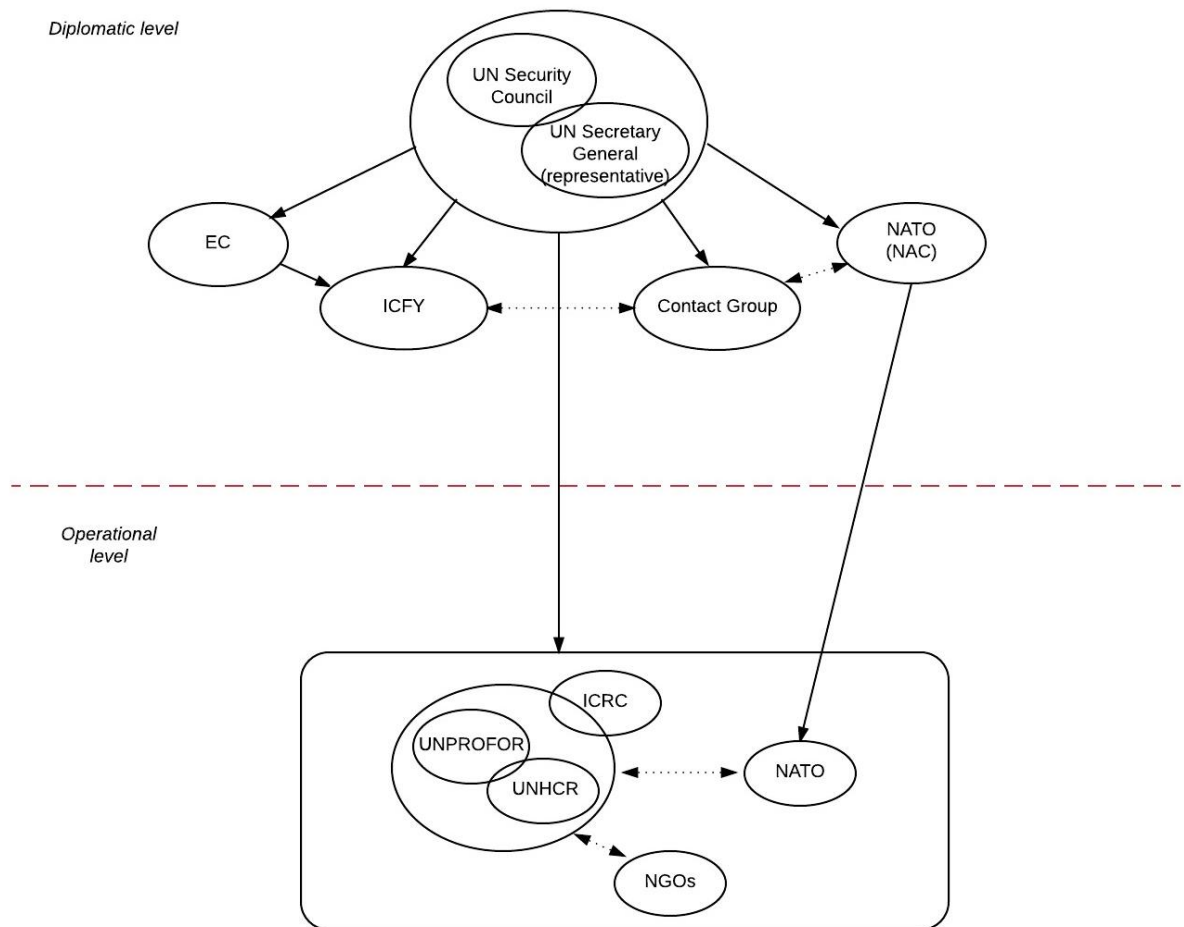 Diplomatic level
UN Security
Council
UN Secretary
General
(representative)
EC
NATO
(NAC)
ICFY
Contact Group
Operational
level
ICRC
UNPROFOR
UNHCR
NATO
NGOs